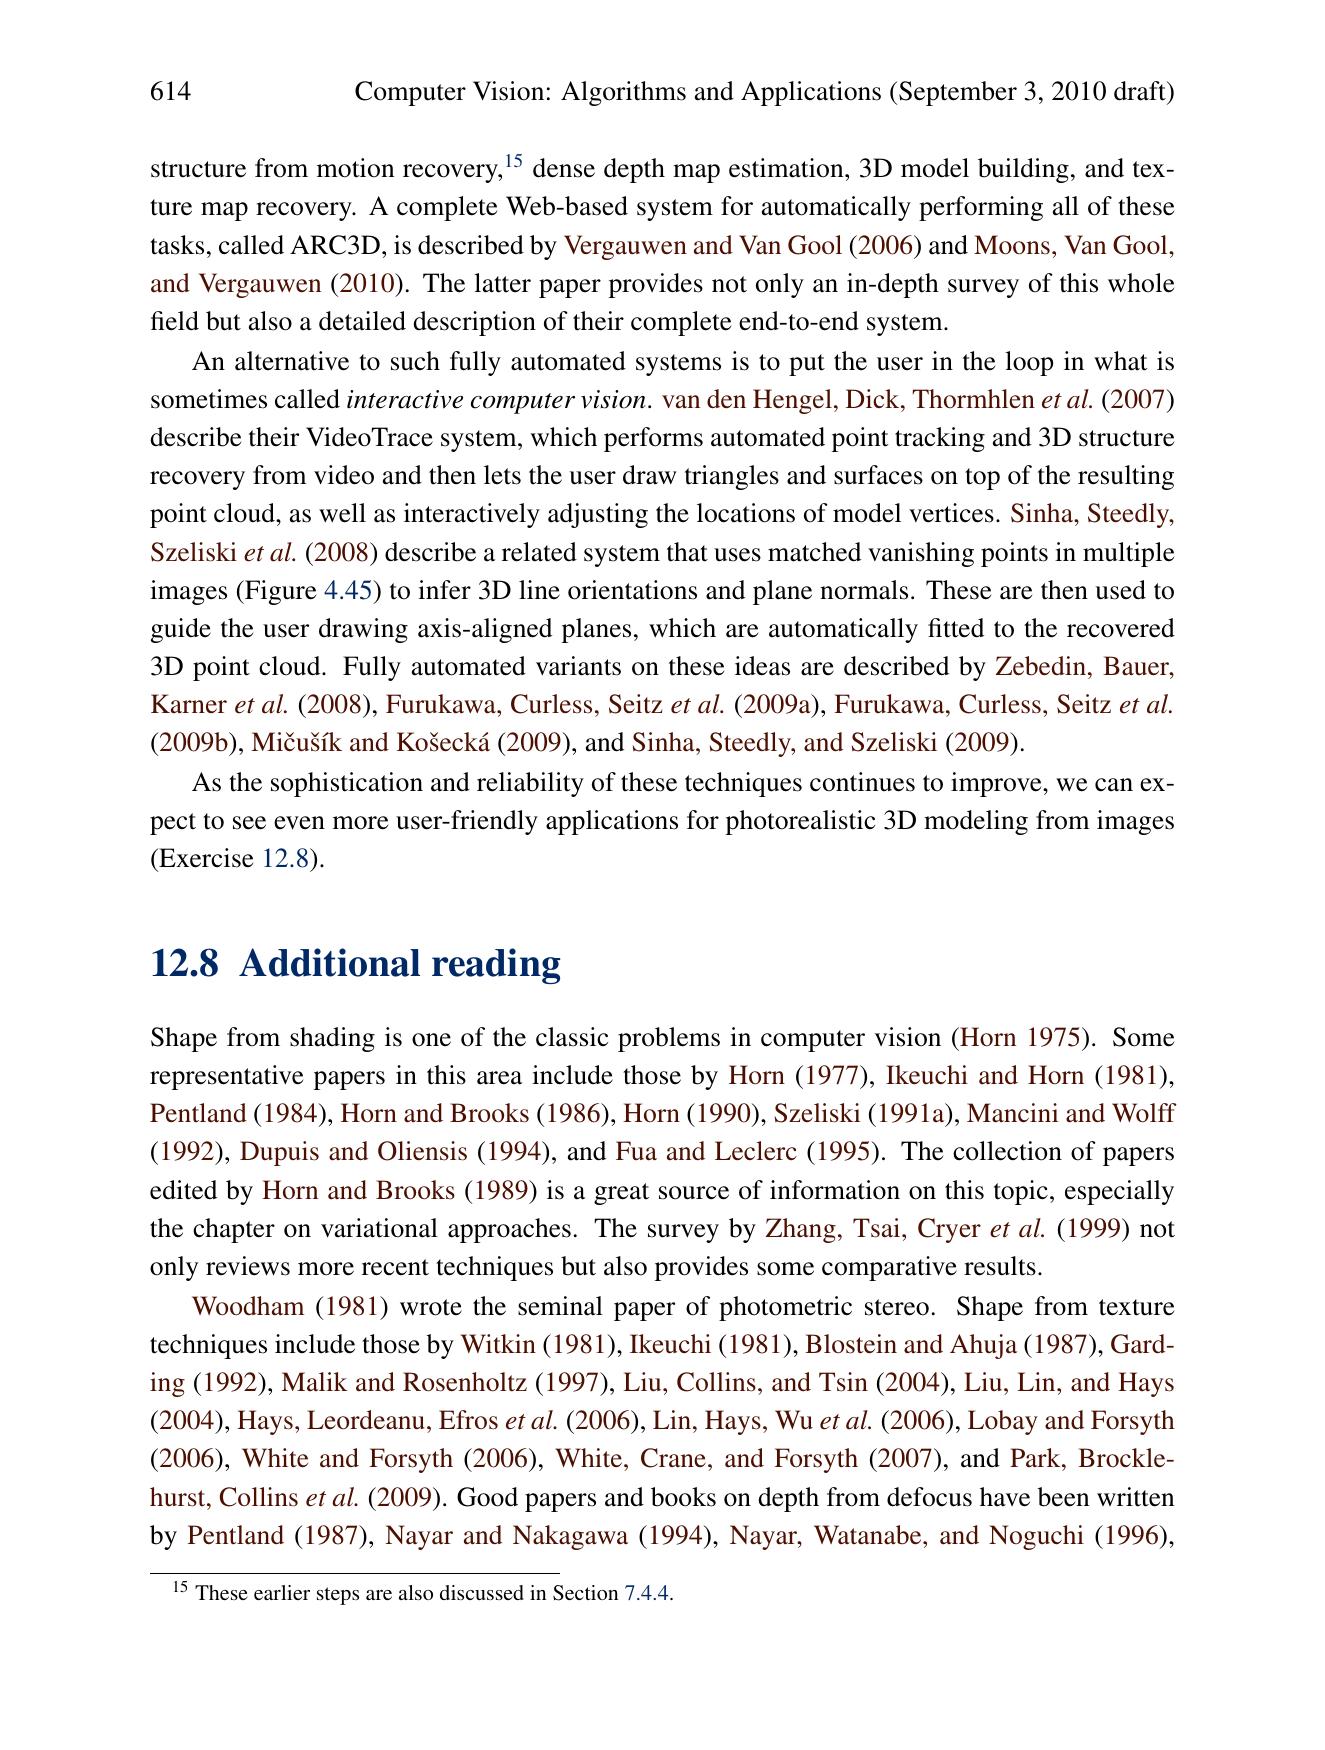 614 Computer Vision: Algorithms and Applications (September 3, 2010 draft)
structure from motion recovery,15 dense depth map estimation, 3D model building, and tex-
ture map recovery. A complete Web-based system for automatically performing all of these
tasks, called ARC3D, is described by Vergauwen and Van Gool (2006) and Moons, Van Gool,
and Vergauwen (2010). The latter paper provides not only an in-depth survey of this whole
field but also a detailed description of their complete end-to-end system.
An alternative to such fully automated systems is to put the user in the loop in what is
sometimes called interactive computer vision. van den Hengel, Dick, Thormhlen et al. (2007)
describe their VideoTrace system, which performs automated point tracking and 3D structure
recovery from video and then lets the user draw triangles and surfaces on top of the resulting
point cloud, as well as interactively adjusting the locations of model vertices. Sinha, Steedly,
Szeliski et al. (2008) describe a related system that uses matched vanishing points in multiple
images (Figure 4.45) to infer 3D line orientations and plane normals. These are then used to
guide the user drawing axis-aligned planes, which are automatically fitted to the recovered
3D point cloud. Fully automated variants on these ideas are described by Zebedin, Bauer,
Karner et al. (2008), Furukawa, Curless, Seitz et al. (2009a), Furukawa, Curless, Seitz et al.
(2009b), Mičušík and Košecká (2009), and Sinha, Steedly, and Szeliski (2009).
As the sophistication and reliability of these techniques continues to improve, we can ex-
pect to see even more user-friendly applications for photorealistic 3D modeling from images
(Exercise 12.8).
12.8 Additional reading
Shape from shading is one of the classic problems in computer vision (Horn 1975). Some
representative papers in this area include those by Horn (1977), Ikeuchi and Horn (1981),
Pentland (1984), Horn and Brooks (1986), Horn (1990), Szeliski (1991a), Mancini and Wolff
(1992), Dupuis and Oliensis (1994), and Fua and Leclerc (1995). The collection of papers
edited by Horn and Brooks (1989) is a great source of information on this topic, especially
the chapter on variational approaches. The survey by Zhang, Tsai, Cryer et al. (1999) not
only reviews more recent techniques but also provides some comparative results.
Woodham (1981) wrote the seminal paper of photometric stereo. Shape from texture
techniques include those by Witkin (1981), Ikeuchi (1981), Blostein and Ahuja (1987), Gard-
ing (1992), Malik and Rosenholtz (1997), Liu, Collins, and Tsin (2004), Liu, Lin, and Hays
(2004), Hays, Leordeanu, Efros et al. (2006), Lin, Hays, Wu et al. (2006), Lobay and Forsyth
(2006), White and Forsyth (2006), White, Crane, and Forsyth (2007), and Park, Brockle-
hurst, Collins et al. (2009). Good papers and books on depth from defocus have been written
by Pentland (1987), Nayar and Nakagawa (1994), Nayar, Watanabe, and Noguchi (1996),
15 These earlier steps are also discussed in Section 7.4.4.